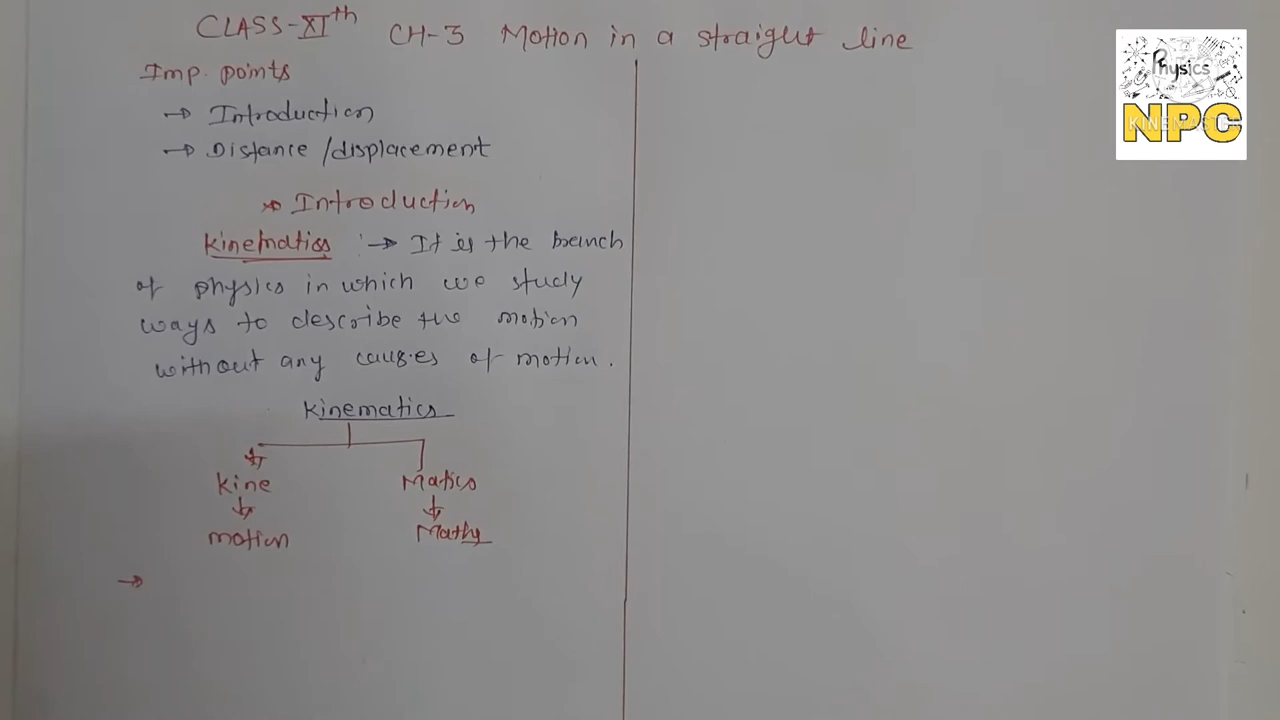 CLASS-XIth CH-3 Motion in a straight line
Imp. points
→ Introduction
→ Distance/displacement
* Introduction
Kinematics :→ It is the branch
of physics in which we study
ways to describe the motion
without any causes of motion.
Kinematics
Kine Matics
motion Maths
→
Physics
NPC
KINEMASTER